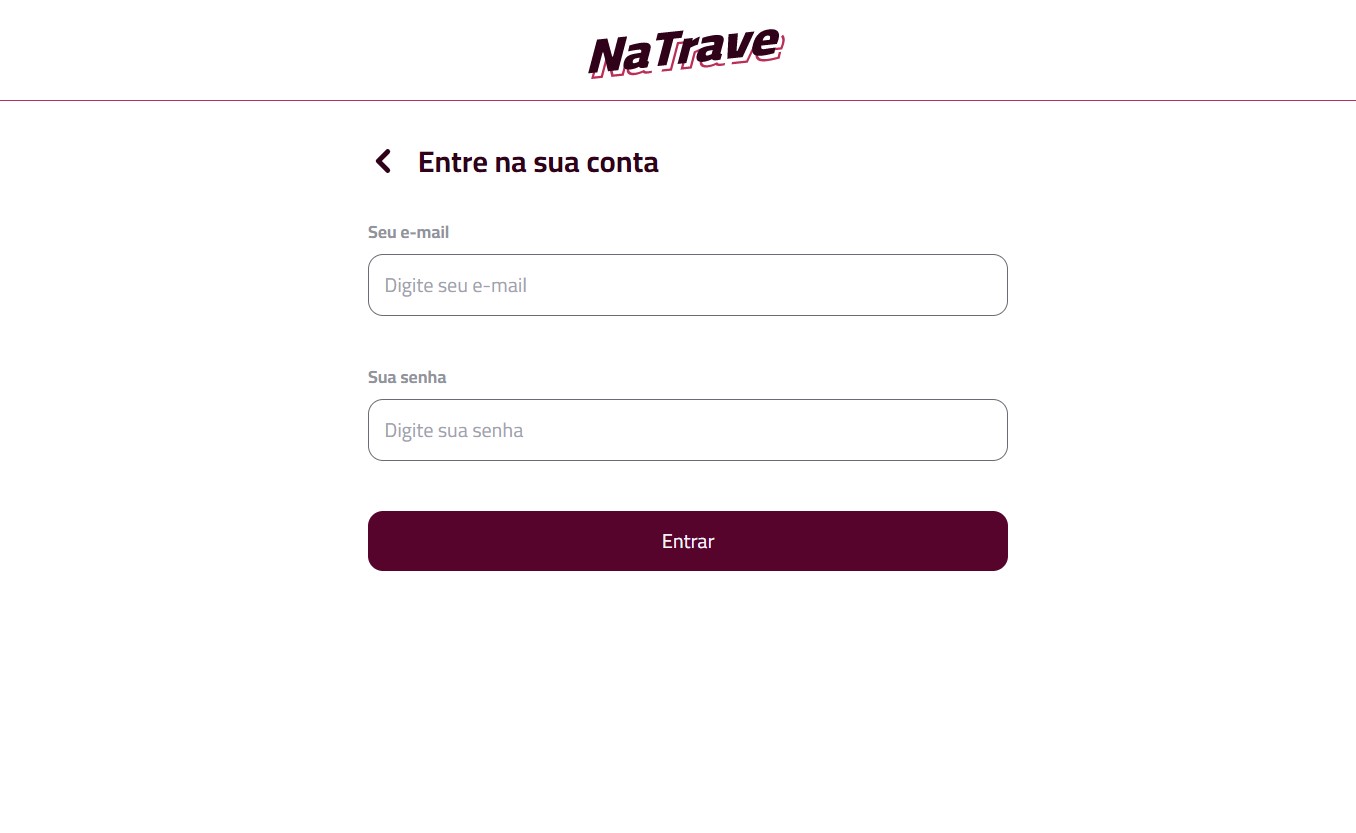 NaTrave
Entre na sua conta
Seu e-mail
Digite seu e-mail
Sua senha
Digite sua senha
Entrar